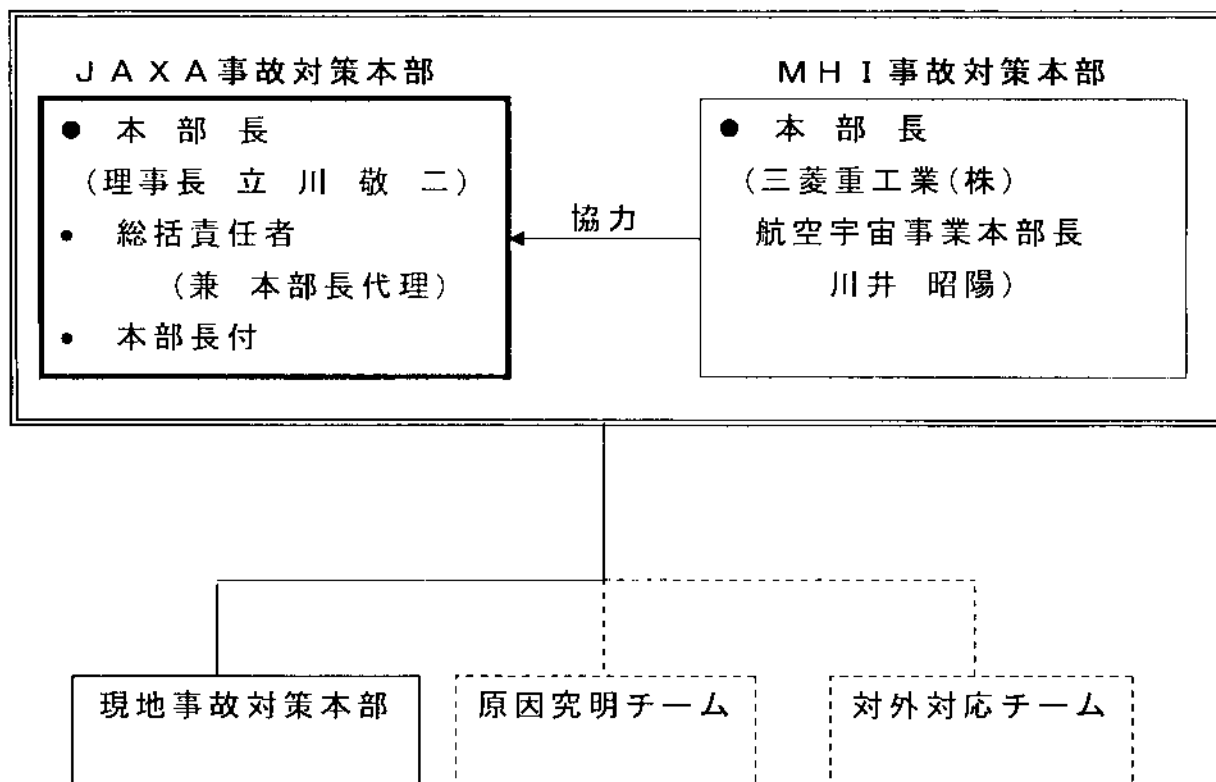 JAXA事故対策本部
● 本部長
(理事長 立川 敬二)
• 総括責任者
(兼 本部長代理)
• 本部長付
協力
MHI事故対策本部
● 本部長
(三菱重工業(株)
航空宇宙事業本部長
川井 昭陽)
現地事故対策本部
原因究明チーム
対外対応チーム